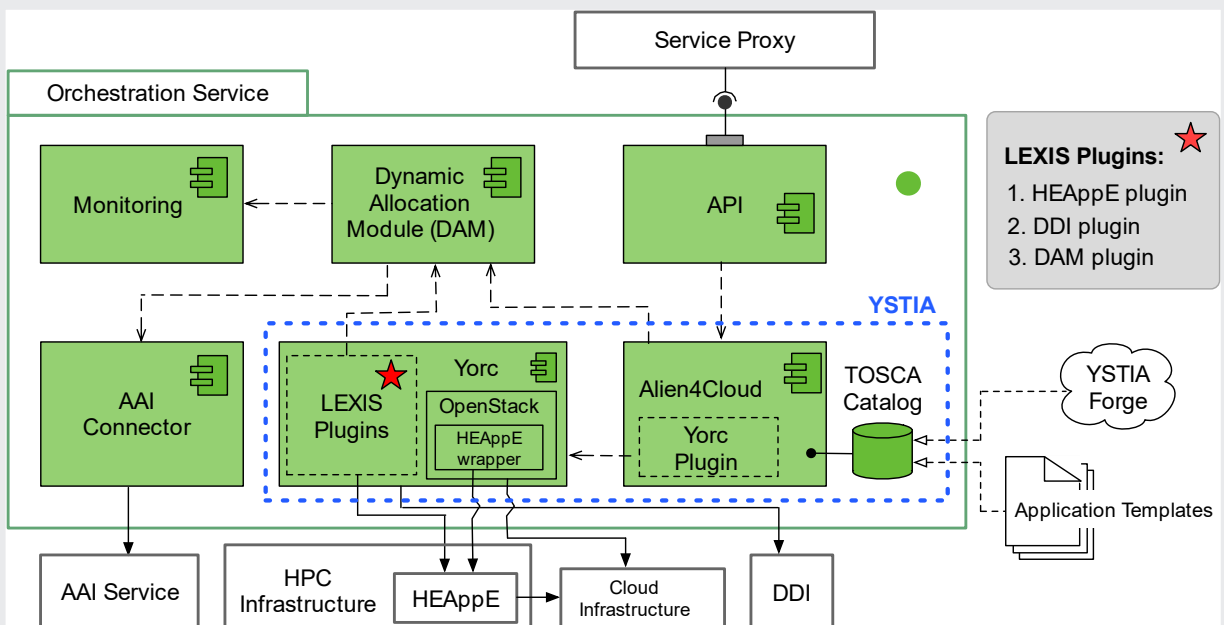 Service Proxy
Orchestration Service
Monitoring
Dynamic
Allocation
Module (DAM)
API
LEXIS Plugins:
1. HEAppE plugin
2. DDI plugin
3. DAM plugin
YSTIA
AAI
Connector
LEXIS
Plugins
Yorc
OpenStack
HEAppE
wrapper
Alien4Cloud
Yorc
Plugin
TOSCA
Catalog
YSTIA
Forge
Application Templates
AAI Service
HPC
Infrastructure
HEAppE
Cloud
Infrastructure
DDI